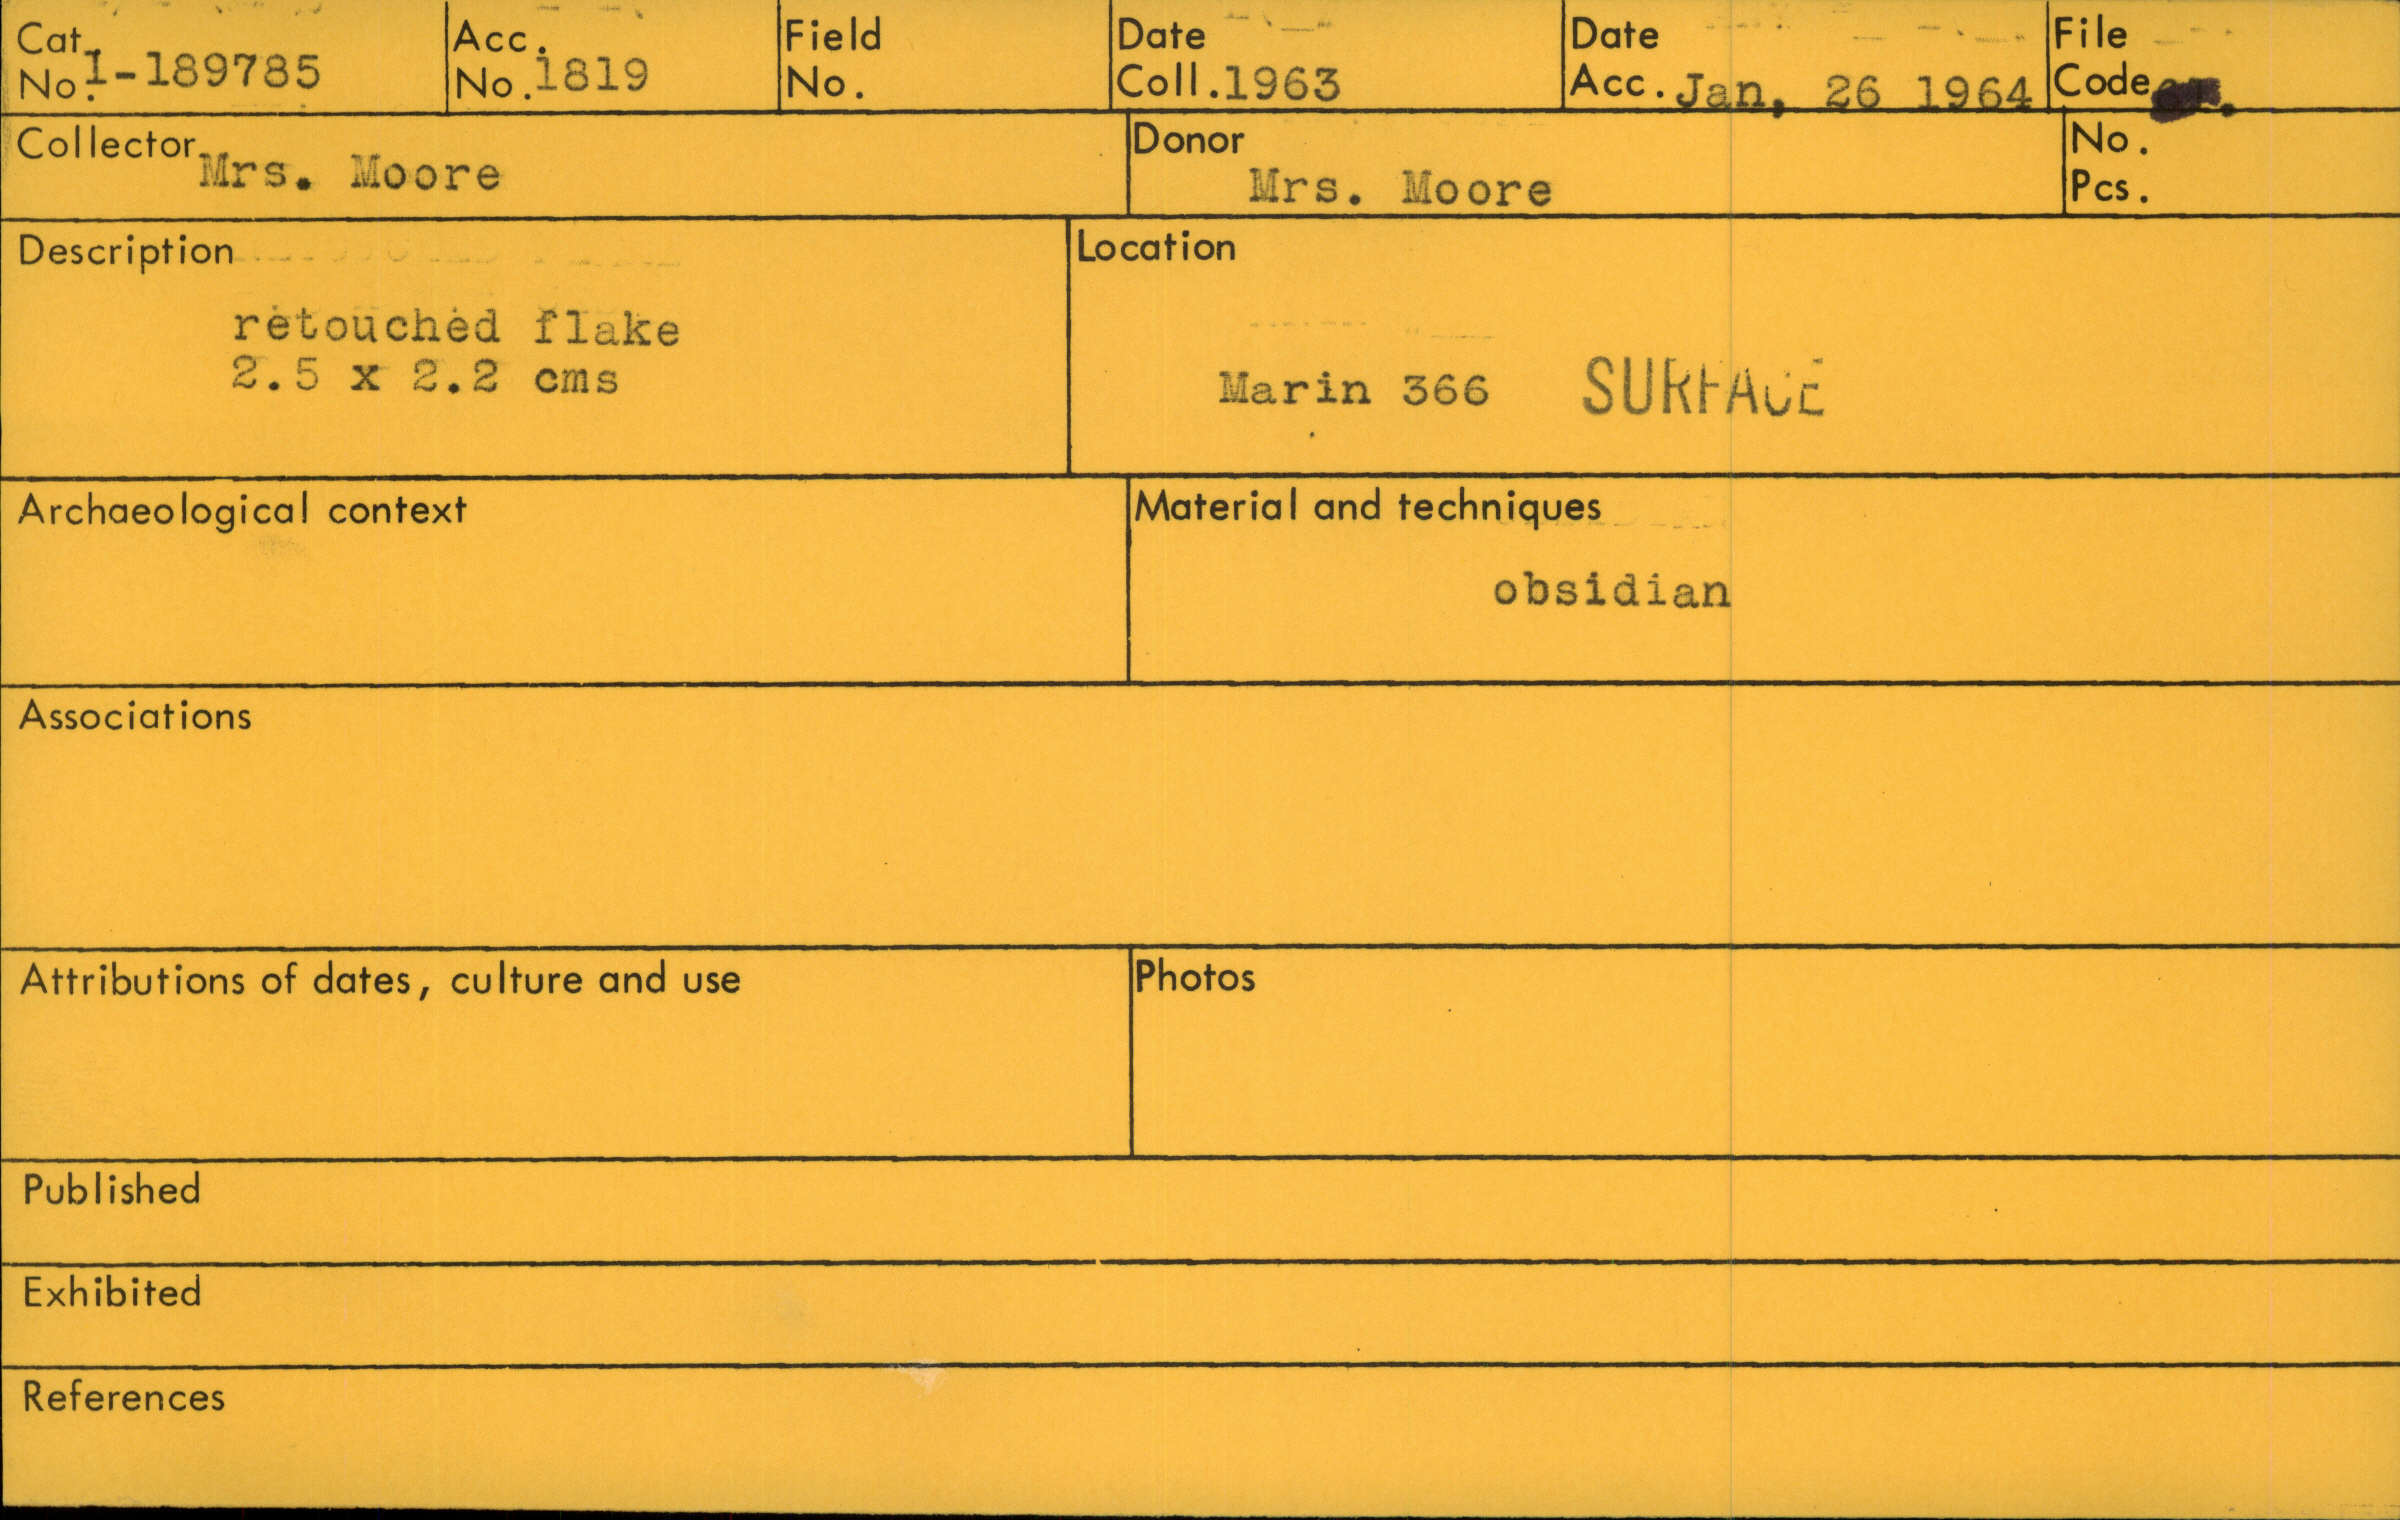 Cat. No. 1-189785
Acc. No. 1819
Field No.
Date Coll. 1963
Date Acc. Jan, 26 1964
File Code
Collector Mrs. Moore
Donor Mrs. Moore
No. Pcs.
Description
retouched flake
2.5 x 2.2 cms
Location
Marin 366 SURFACE
Archaeological context
Material and techniques
obsidian
Associations
Attributions of dates, culture and use
Photos
Published
Exhibited
References